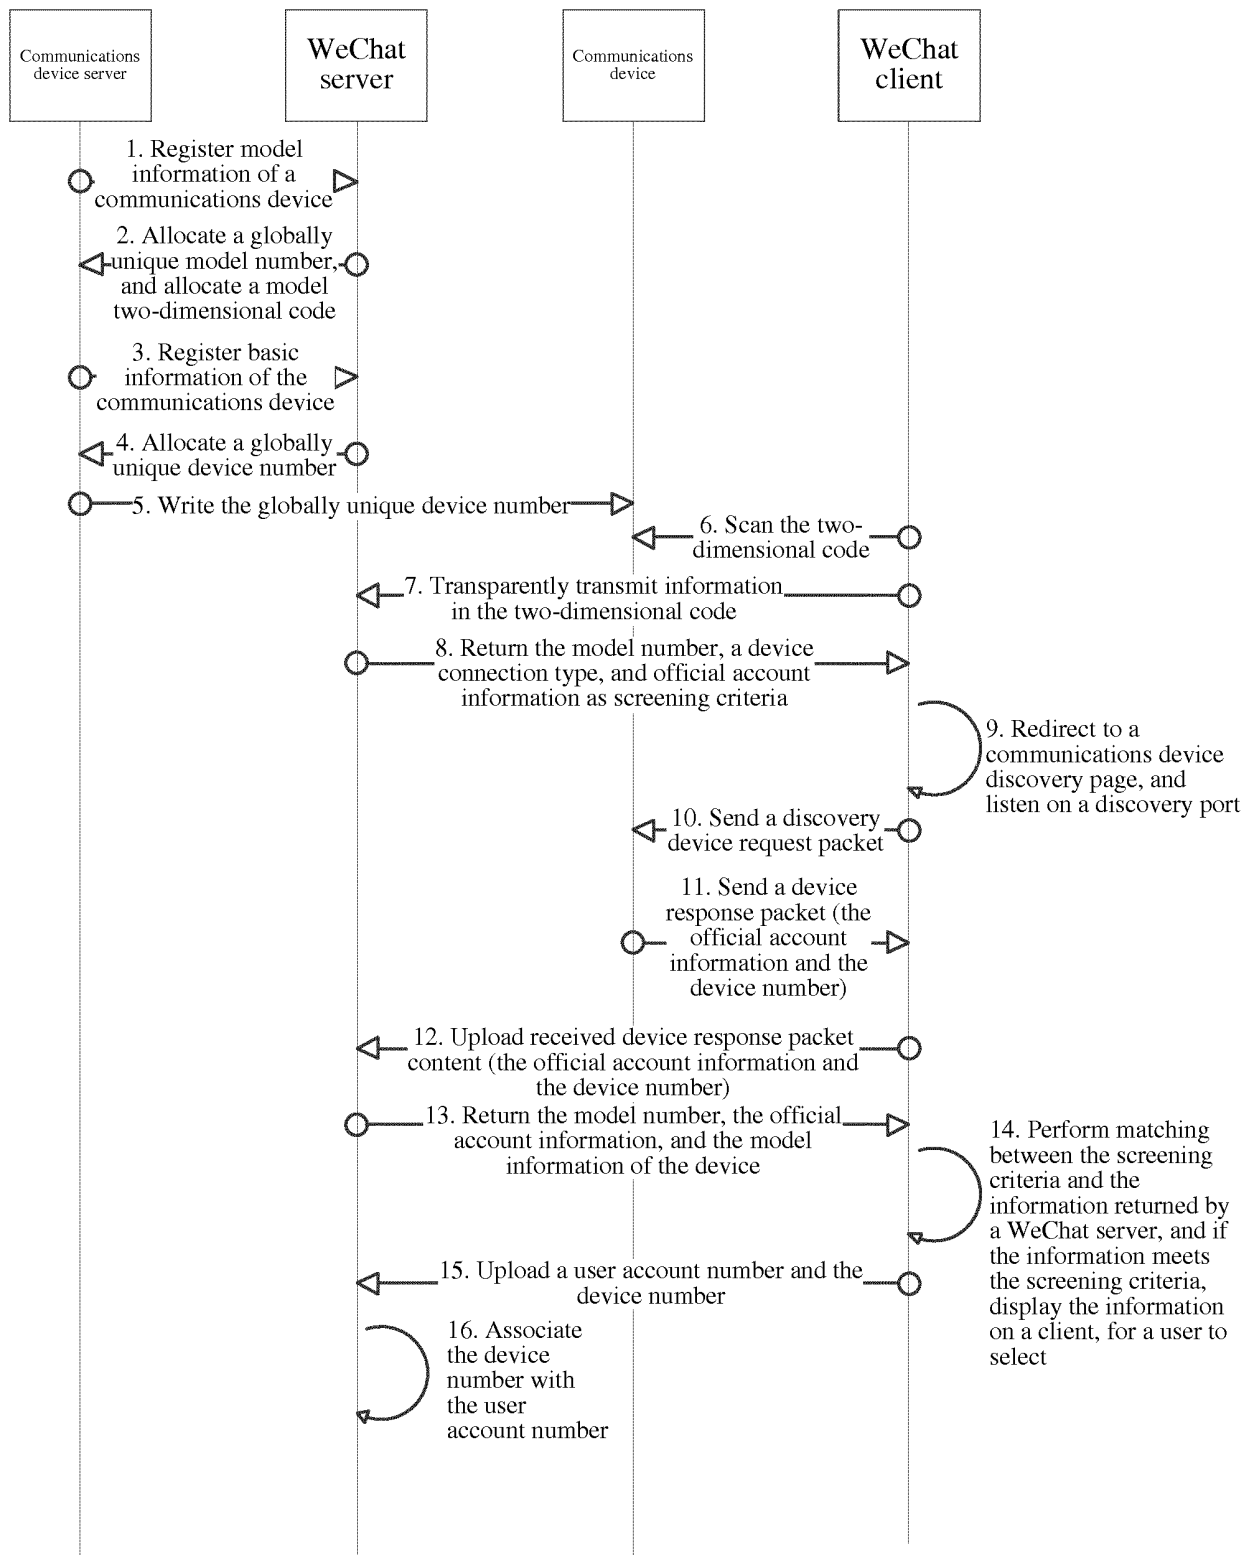 Communications
device server
WeChat
server
Communications
device
WeChat
client
1. Register model
information of a
communications device
2. Allocate a globally
unique model number,
and allocate a model
two-dimensional code
3. Register basic
information of the
communications device
4. Allocate a globally
unique device number
5. Write the globally unique device number
6. Scan the two-
dimensional code
7. Transparently transmit information
in the two-dimensional code
8. Return the model number, a device
connection type, and official account
information as screening criteria
9. Redirect to a
communications device
discovery page, and
listen on a discovery port
10. Send a discovery
device request packet
11. Send a device
response packet (the
official account
information and the
device number)
12. Upload received device response packet
content (the official account information and
the device number)
13. Return the model number, the official
account information, and the model
information of the device
14. Perform matching
between the screening
criteria and the
information returned by
a WeChat server, and if
the information meets
the screening criteria,
display the information
on a client, for a user to
select
15. Upload a user account number and the
device number
16. Associate
the device
number with
the user
account number